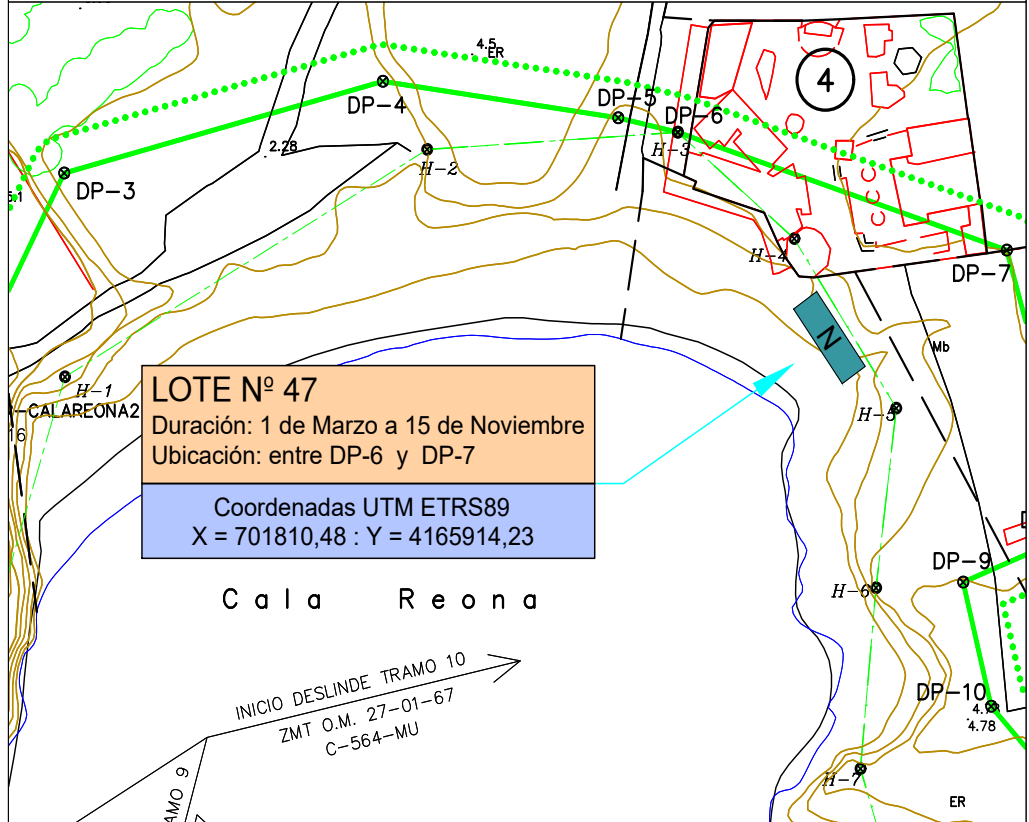 4.5
ER
DP-4
DP-5
DP-6
4
2.28
H-2
H-3
DP-3
5.1
H-4
DP-7
N
Mb
H-1
-CALAREONA2
16
H-5
LOTE Nº 47
Duración: 1 de Marzo a 15 de Noviembre
Ubicación: entre DP-6 y DP-7
Coordenadas UTM ETRS89
X = 701810,48 : Y = 4165914,23
DP-9
H-6
Cala Reona
INICIO DESLINDE TRAMO 10
ZMT O.M. 27-01-67
C-564-MU
DP-10
4.78
H-7
AMO 9
ER